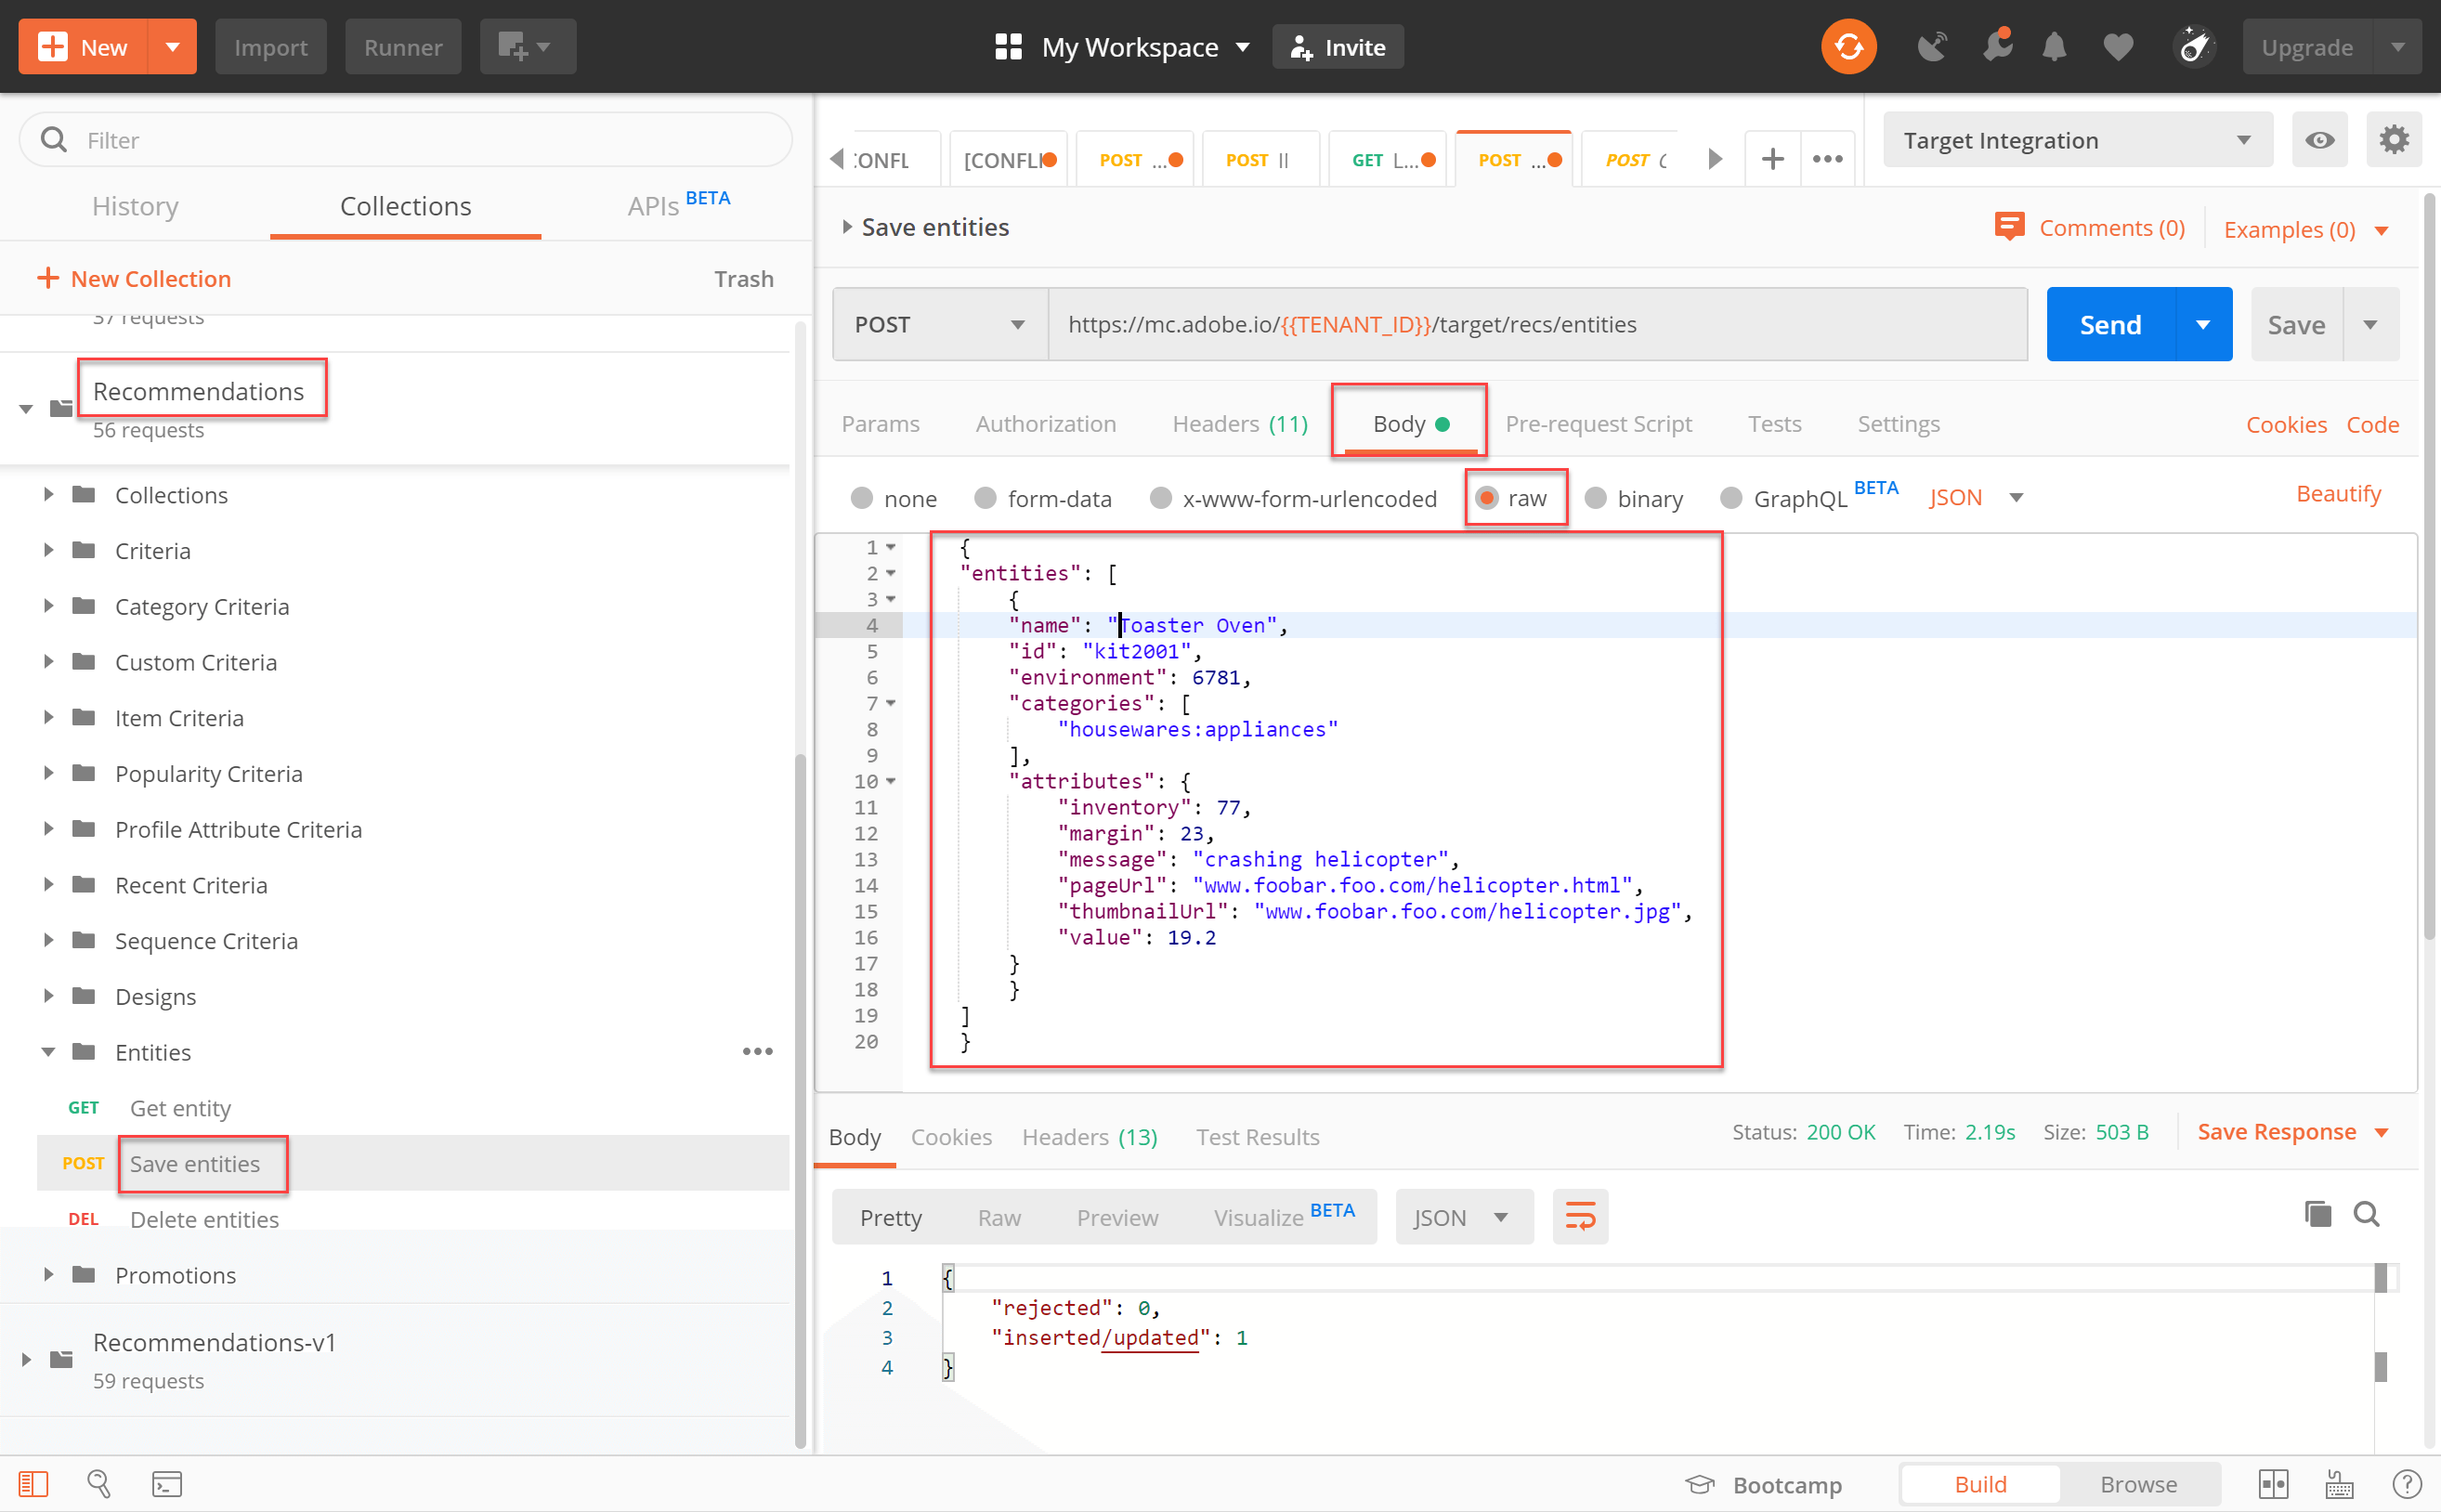 New
Import
Runner
My Workspace
Invite
Upgrade
Filter
History
Collections
APIs BETA
New Collection
Trash
37 requests
Recommendations
56 requests
Collections
Criteria
Category Criteria
Custom Criteria
Item Criteria
Popularity Criteria
Profile Attribute Criteria
Recent Criteria
Sequence Criteria
Designs
Entities
GET Get entity
POST Save entities
DEL Delete entities
Promotions
Recommendations-v1
59 requests
[CONFLI
POST ...
POST
GET L...
POST ...
POST
Target Integration
Save entities
Comments (0)
Examples (0)
POST
https://mc.adobe.io/{{TENANT_ID}}/target/recs/entities
Send
Save
Params
Authorization
Headers (11)
Body
Pre-request Script
Tests
Settings
Cookies
Code
none
form-data
x-www-form-urlencoded
raw
binary
GraphQL BETA
JSON
Beautify
1 {
2 "entities": [
3 {
4 "name": "Toaster Oven",
5 "id": "kit2001",
6 "environment": 6781,
7 "categories": [
8 "housewares:appliances"
9 ],
10 "attributes": {
11 "inventory": 77,
12 "margin": 23,
13 "message": "crashing helicopter",
14 "pageUrl": "www.foobar.foo.com/helicopter.html",
15 "thumbnailUrl": "www.foobar.foo.com/helicopter.jpg",
16 "value": 19.2
17 }
18 }
19 ]
20 }
Body
Cookies
Headers (13)
Test Results
Status: 200 OK
Time: 2.19s
Size: 503 B
Save Response
Pretty
Raw
Preview
Visualize BETA
JSON
1 {
2 "rejected": 0,
3 "inserted/updated": 1
4 }
Bootcamp
Build
Browse